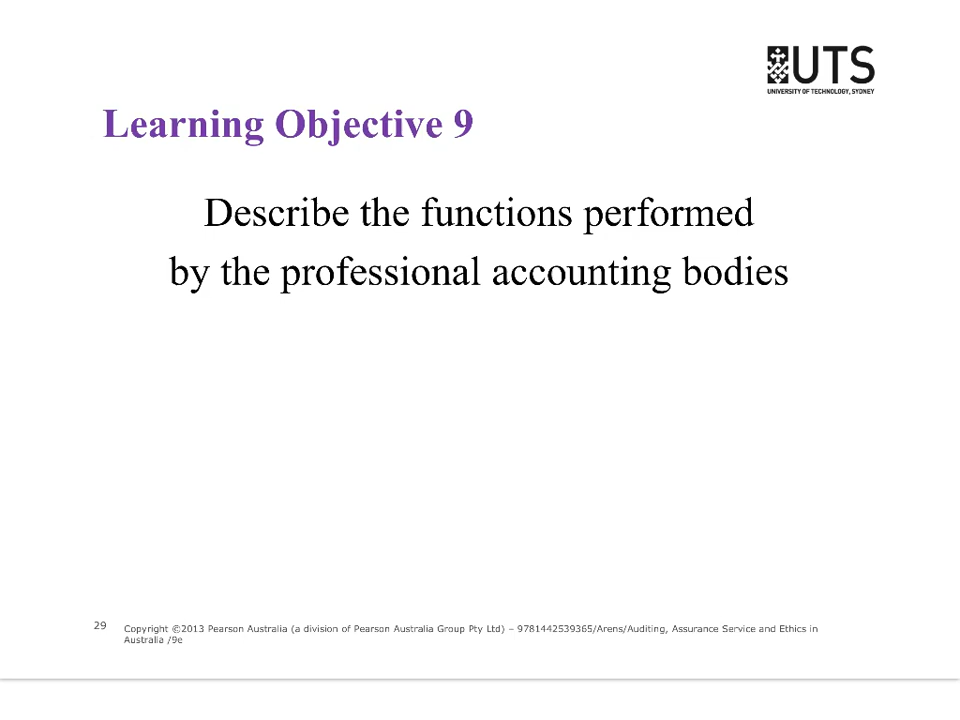 UTS
UNIVERSITY OF TECHNOLOGY, SYDNEY
Learning Objective 9
Describe the functions performed
by the professional accounting bodies
29
Copyright ©2013 Pearson Australia (a division of Pearson Australia Group Pty Ltd) – 9781442539365/Arens/Auditing, Assurance Service and Ethics in
Australia /9e